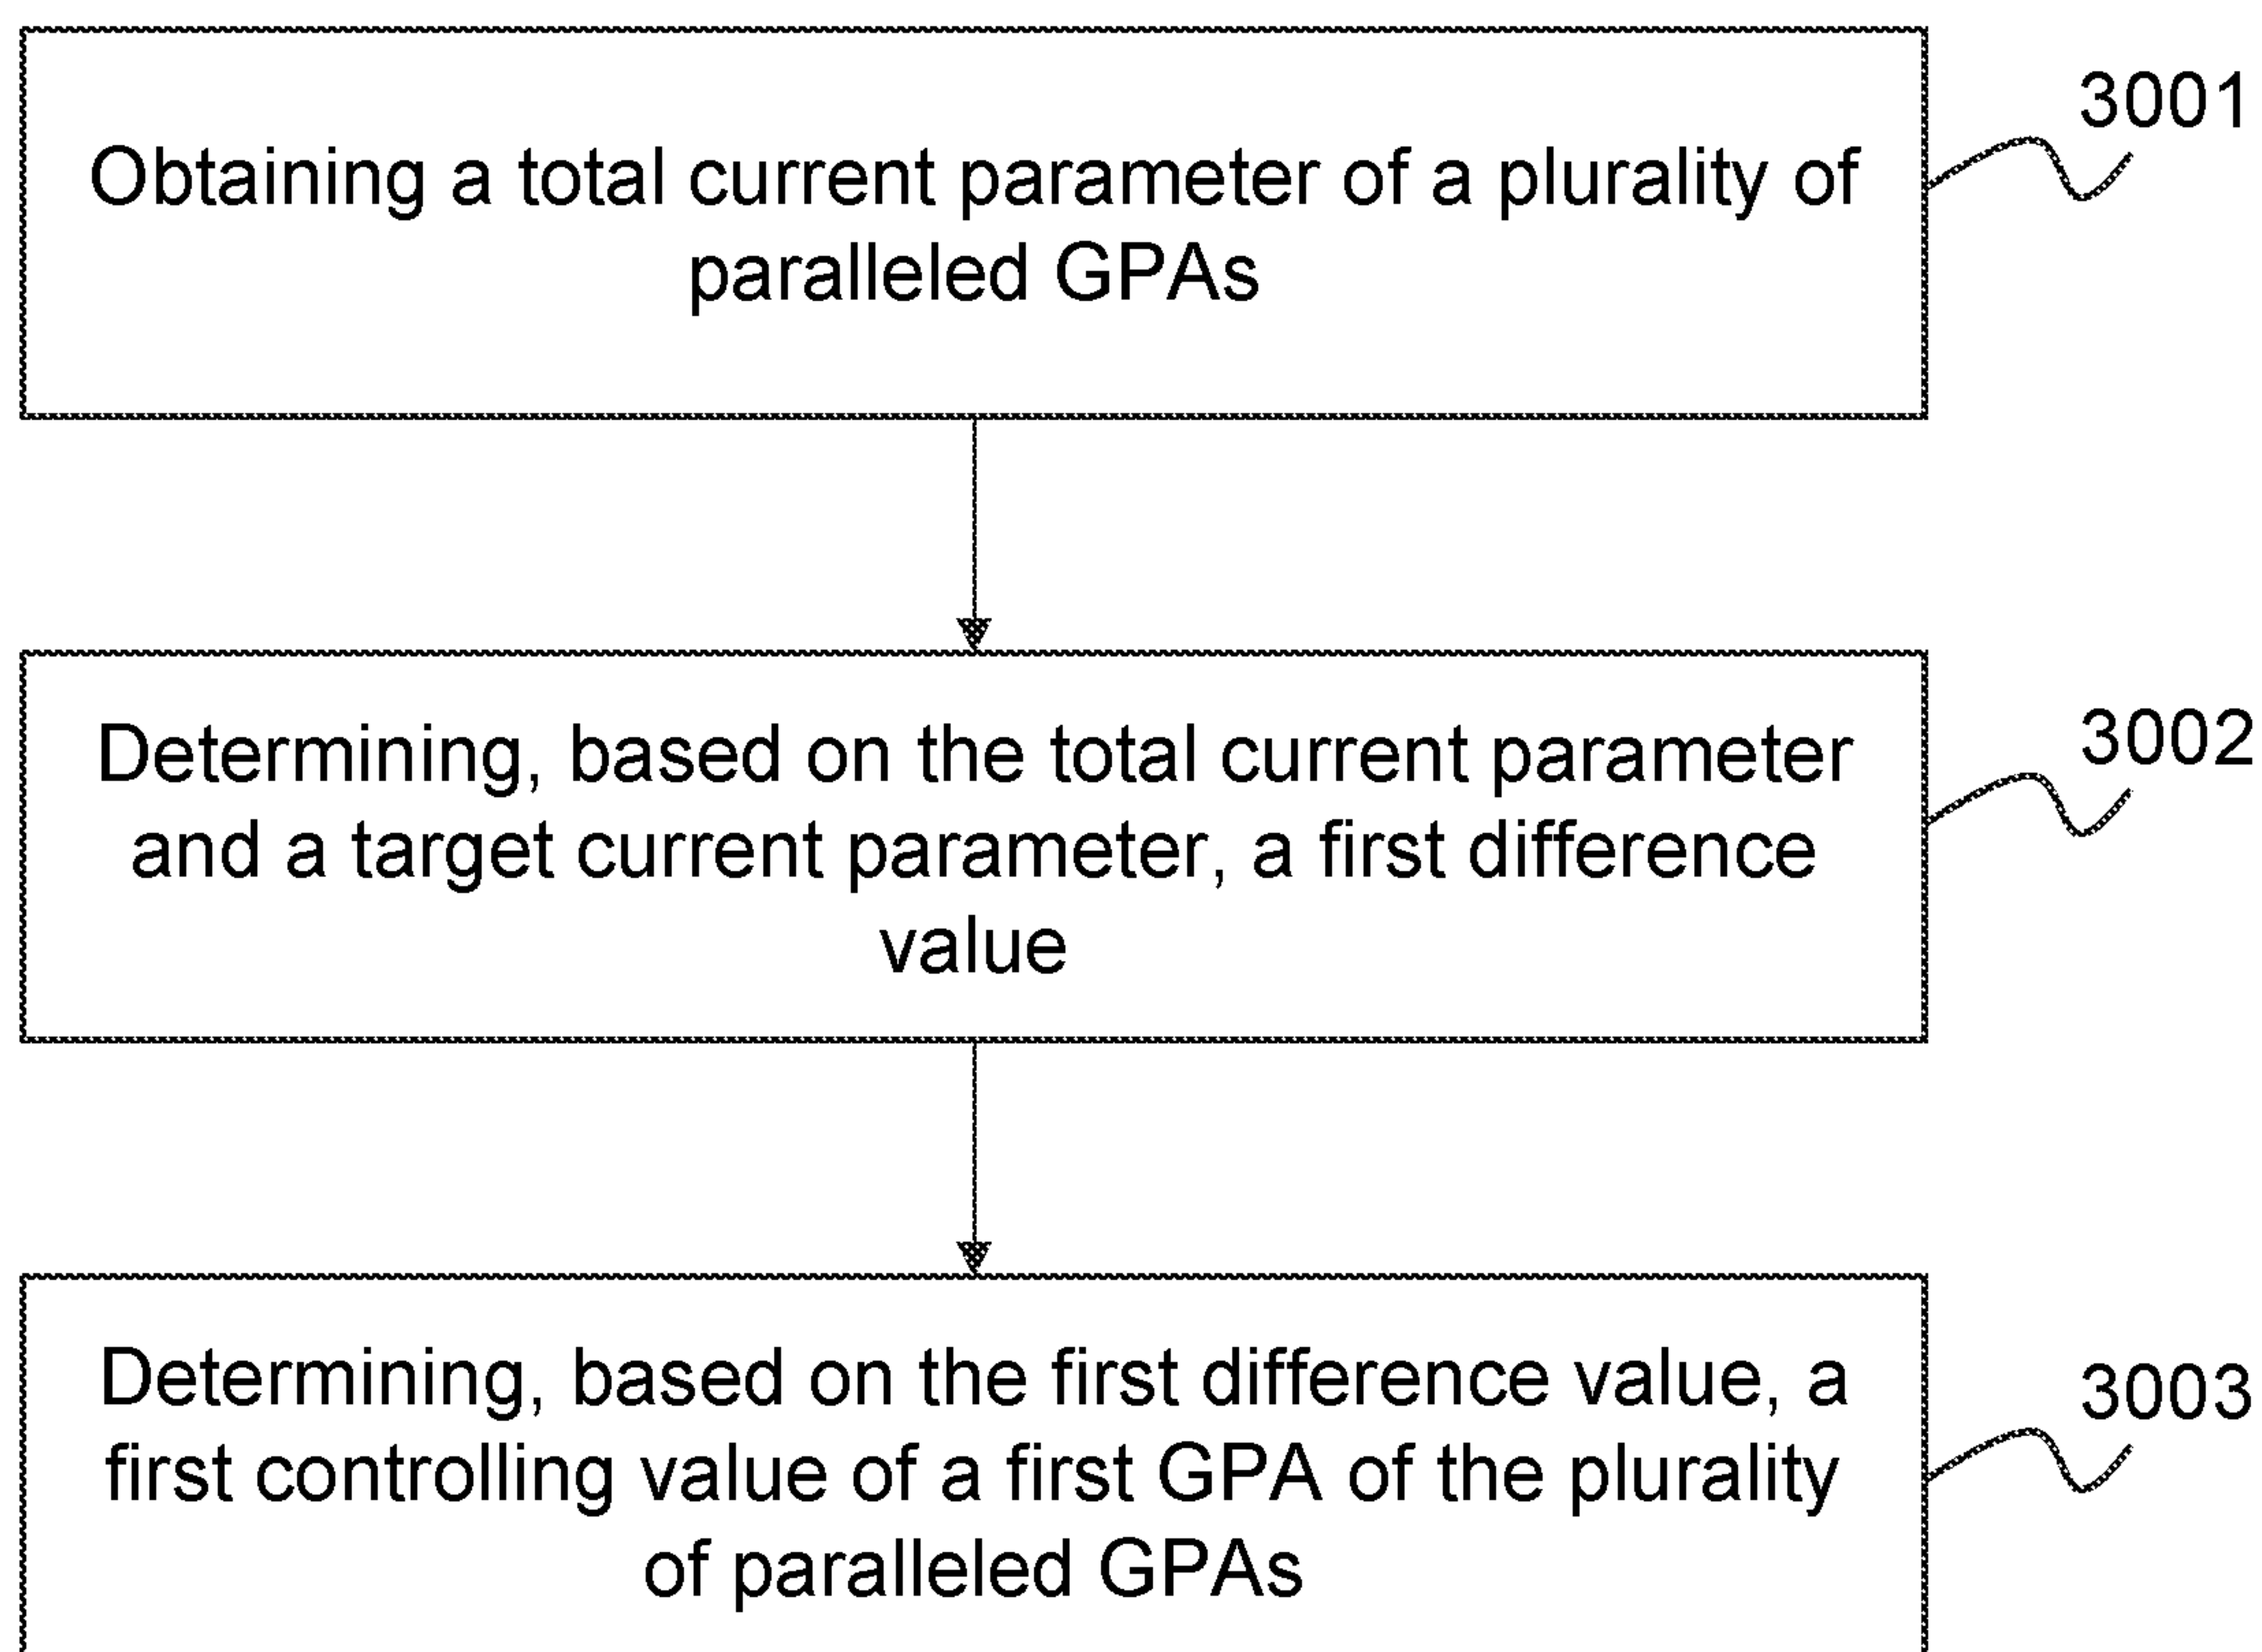 Obtaining a total current parameter of a plurality of
paralleled GPAs
3001
Determining, based on the total current parameter
and a target current parameter, a first difference
value
3002
Determining, based on the first difference value, a
first controlling value of a first GPA of the plurality
of paralleled GPAs
3003